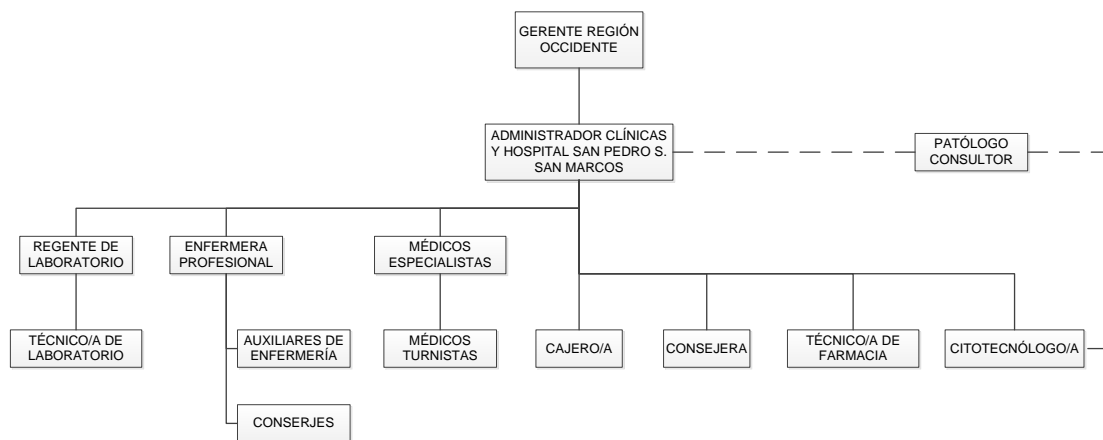 GERENTE REGIÓN
OCCIDENTE
ADMINISTRADOR CLÍNICAS
Y HOSPITAL SAN PEDRO S.
SAN MARCOS
PATÓLOGO
CONSULTOR
REGENTE DE
LABORATORIO
ENFERMERA
PROFESIONAL
MÉDICOS
ESPECIALISTAS
TÉCNICO/A DE
LABORATORIO
AUXILIARES DE
ENFERMERÍA
MÉDICOS
TURNISTAS
CAJERO/A
CONSEJERA
TÉCNICO/A DE
FARMACIA
CITOTECNÓLOGO/A
CONSERJES